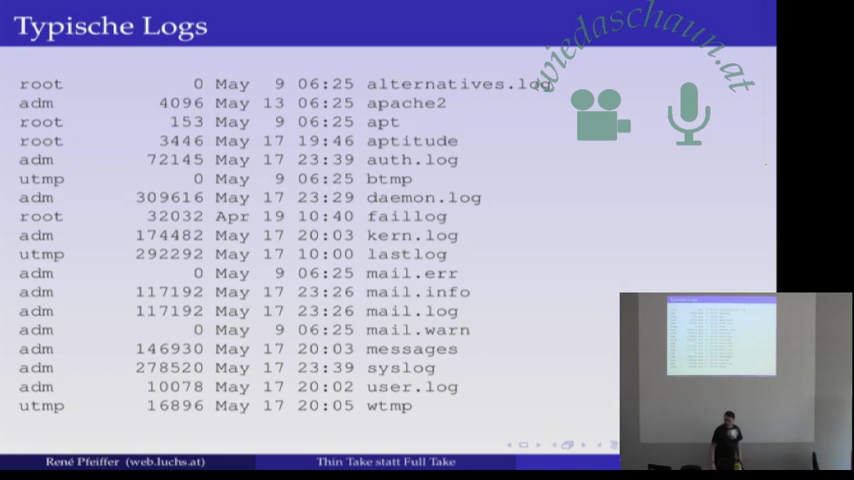 Typische Logs
wiedaschaun.at
root 0 May 9 06:25 alternatives.log
adm 4096 May 13 06:25 apache2
root 153 May 9 06:25 apt
root 3446 May 17 19:46 aptitude
adm 72145 May 17 23:39 auth.log
utmp 0 May 9 06:25 btmp
adm 309616 May 17 23:29 daemon.log
root 32032 Apr 19 10:40 faillog
adm 174482 May 17 20:03 kern.log
utmp 292292 May 17 10:00 lastlog
adm 0 May 9 06:25 mail.err
adm 117192 May 17 23:26 mail.info
adm 117192 May 17 23:26 mail.log
adm 0 May 9 06:25 mail.warn
adm 146930 May 17 20:03 messages
adm 278520 May 17 23:39 syslog
adm 10078 May 17 20:02 user.log
utmp 16896 May 17 20:05 wtmp
René Pfeiffer (web.luchs.at) Thin Take statt Full Take